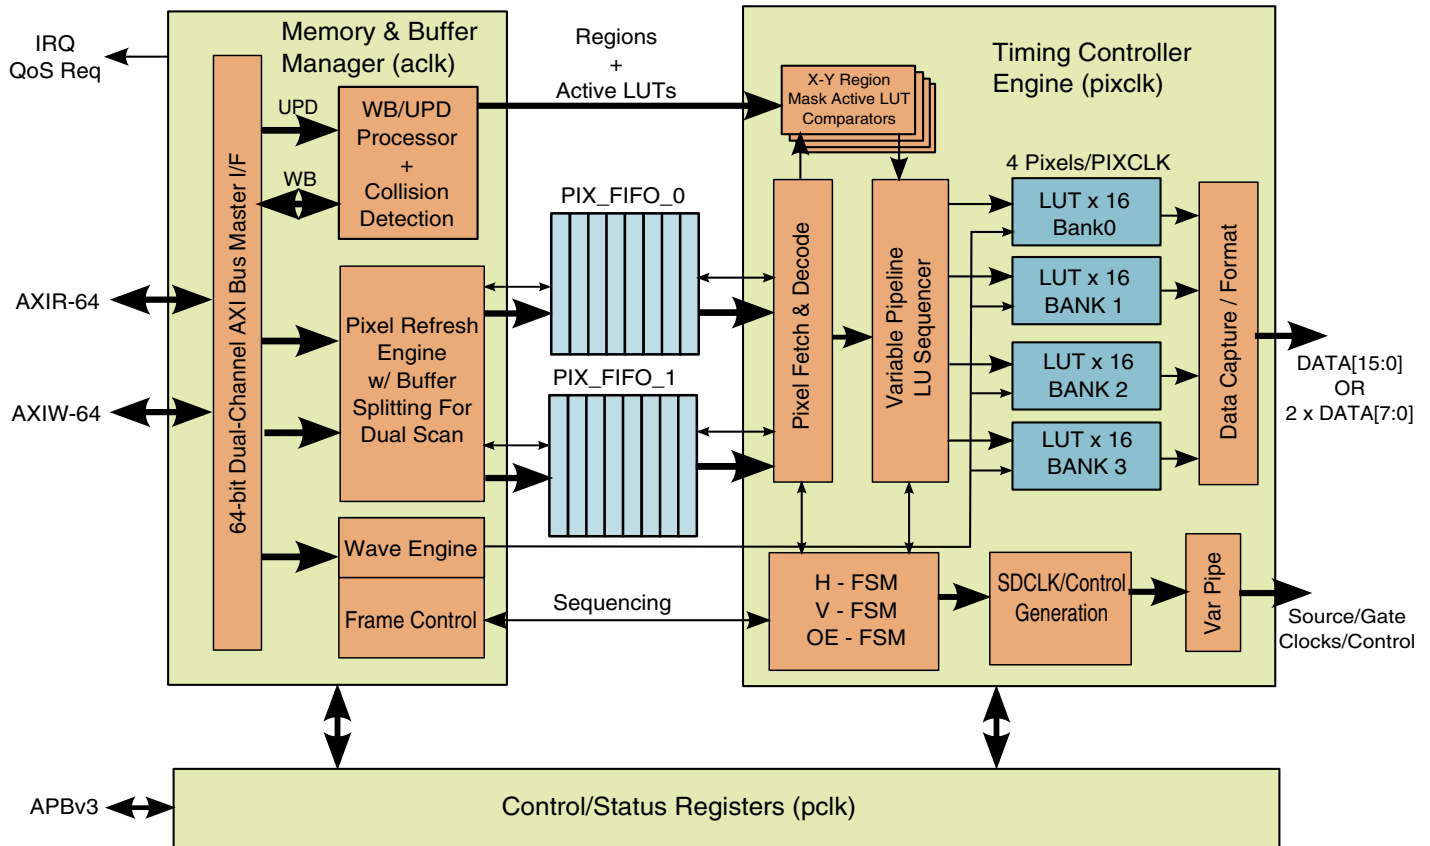 IRQ
QoS Req
Memory & Buffer
Manager (aclk)
Regions
+
Active LUTs
Timing Controller
Engine (pixclk)
64-bit Dual-Channel AXI Bus Master I/F
UPD
WB
WB/UPD
Processor
+
Collision
Detection
X-Y Region
Mask Active LUT
Comparators
4 Pixels/PIXCLK
PIX_FIFO_0
PIX_FIFO_1
AXIR-64
AXIW-64
Pixel Refresh
Engine
w/ Buffer
Splitting For
Dual Scan
Pixel Fetch & Decode
Variable Pipeline
LU Sequencer
LUT x 16
Bank0
LUT x 16
BANK 1
LUT x 16
BANK 2
LUT x 16
BANK 3
Data Capture / Format
DATA[15:0]
OR
2 x DATA[7:0]
Wave Engine
Frame Control
Sequencing
H - FSM
V - FSM
OE - FSM
SDCLK/Control
Generation
Var Pipe
Source/Gate
Clocks/Control
APBv3
Control/Status Registers (pclk)